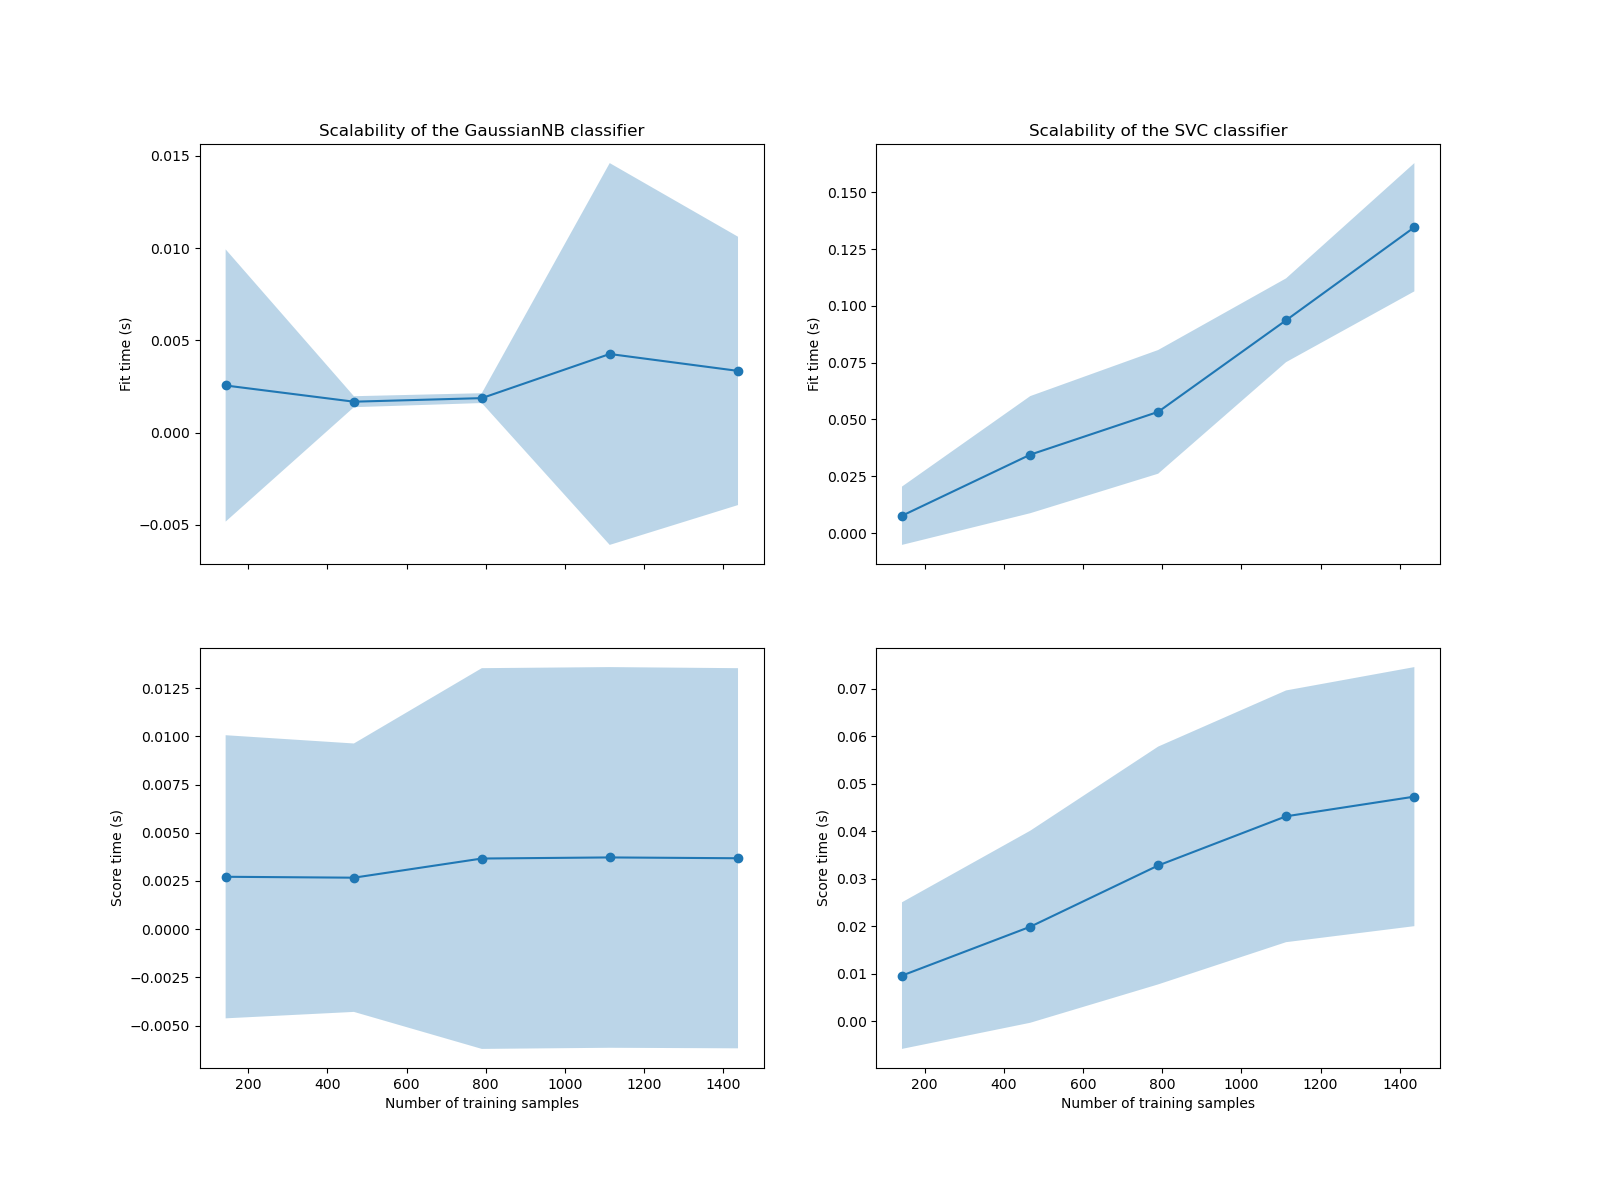 Scalability of the GaussianNB classifier
0.015
0.010
0.005
0.000
−0.005
Fit time (s)
Scalability of the SVC classifier
0.150
0.125
0.100
0.075
0.050
0.025
0.000
Fit time (s)
0.0125
0.0100
0.0075
0.0050
0.0025
0.0000
−0.0025
−0.0050
Score time (s)
200 400 600 800 1000 1200 1400
Number of training samples
0.07
0.06
0.05
0.04
0.03
0.02
0.01
0.00
Score time (s)
200 400 600 800 1000 1200 1400
Number of training samples